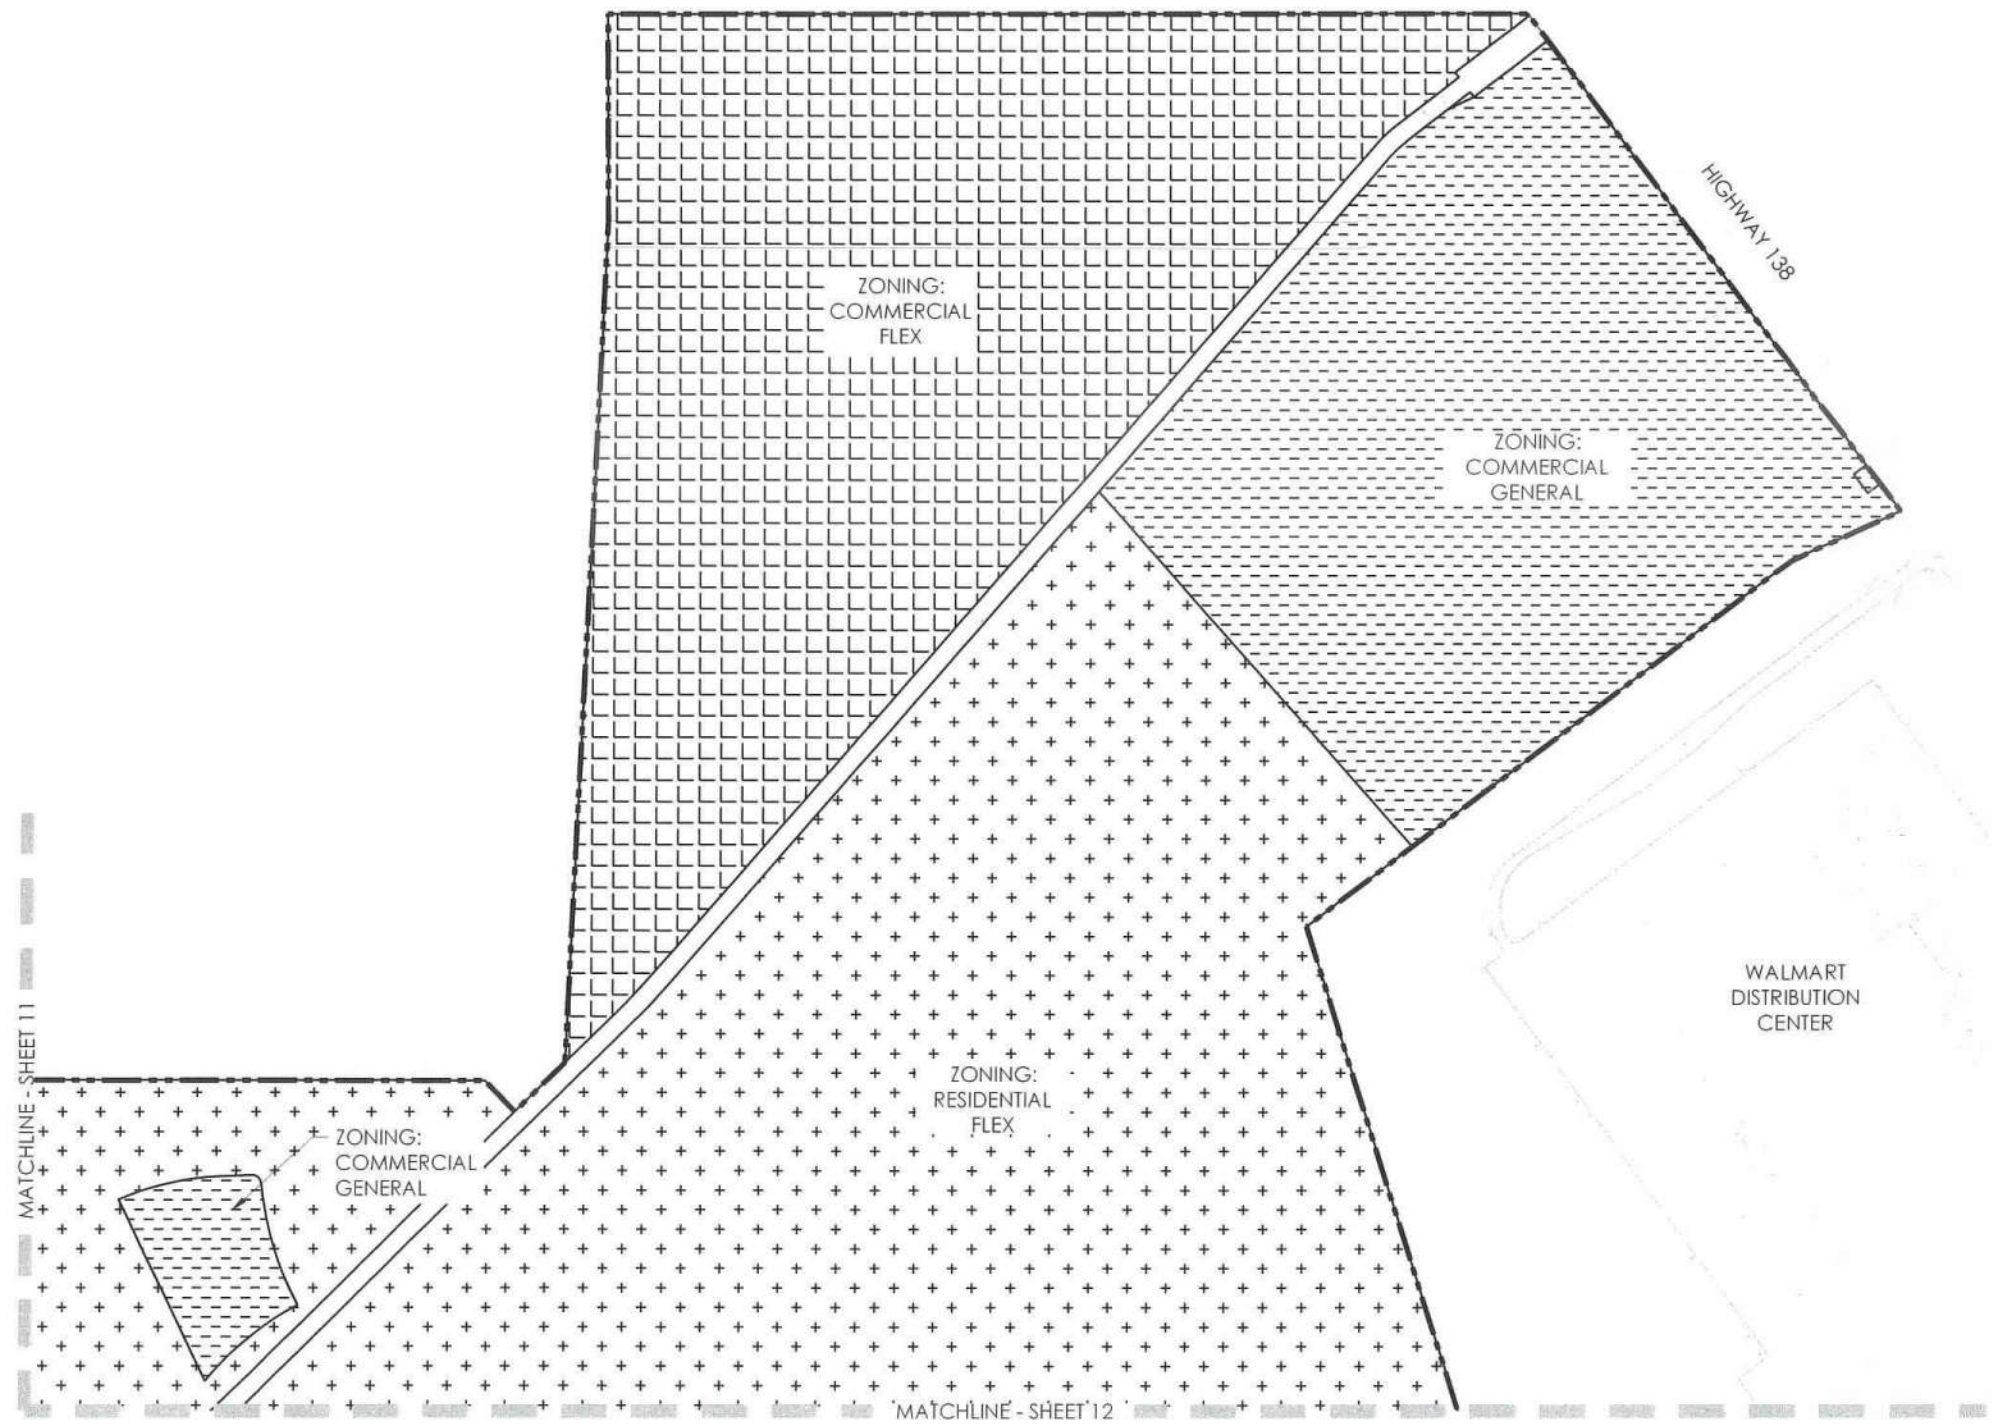 HIGHWAY 138
ZONING:
COMMERCIAL
FLEX
ZONING:
COMMERCIAL
GENERAL
WALMART
DISTRIBUTION
CENTER
MATCHLINE - SHEET 11
ZONING:
RESIDENTIAL
FLEX
ZONING:
COMMERCIAL
GENERAL
MATCHLINE - SHEET 12